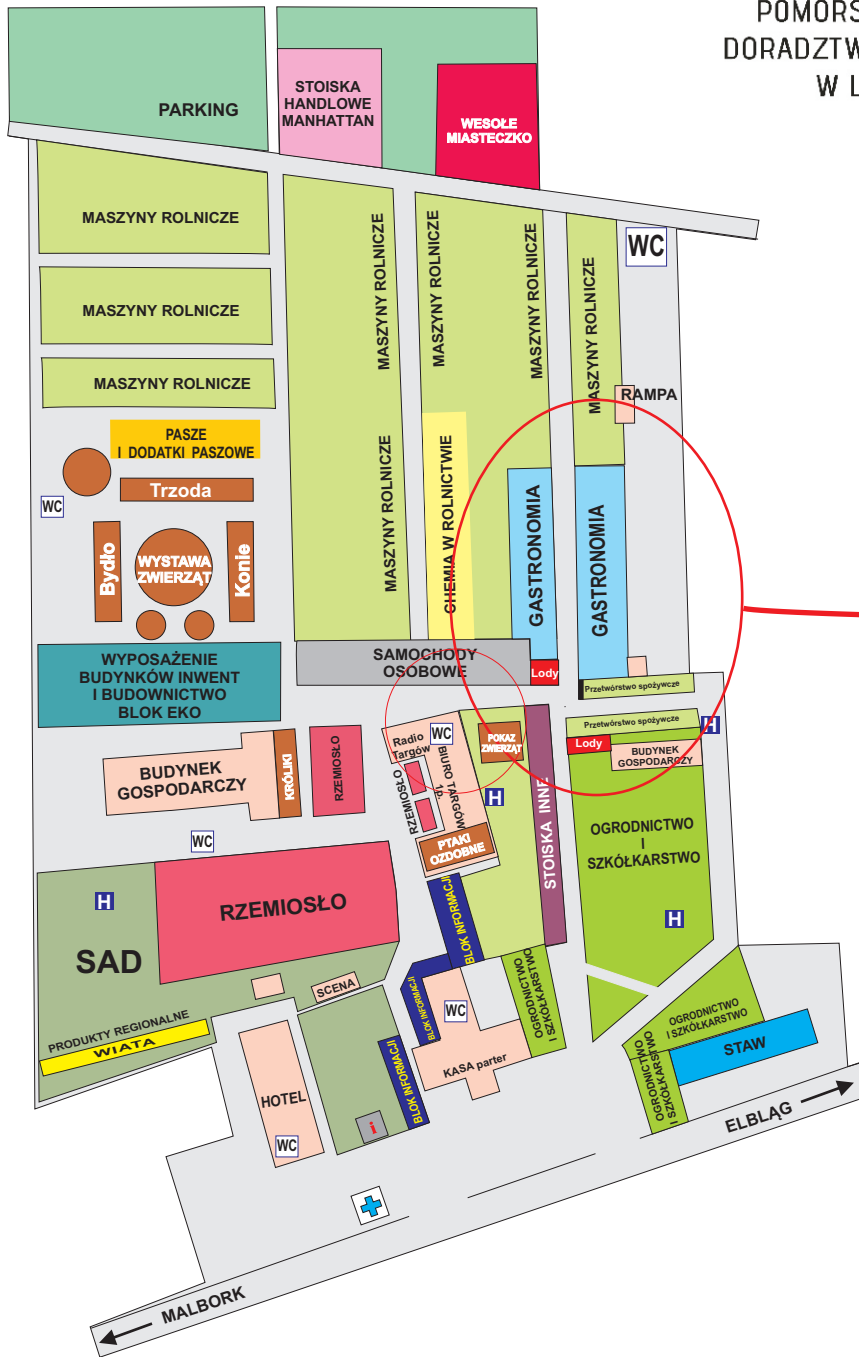 POMORS
DORADZTW
W L
PARKING
STOISKA
HANDLOWE
MANHATTAN
WESOŁE
MIASTECZKO
MASZYNY ROLNICZE
MASZYNY ROLNICZE
MASZYNY ROLNICZE
MASZYNY ROLNICZE
MASZYNY ROLNICZE
MASZYNY ROLNICZE
MASZYNY ROLNICZE
MASZYNY ROLNICZE
WC
RAMPA
PASZE
I DODATKI PASZOWE
Trzoda
WC
Bydło
WYSTAWA
ZWIERZĄT
Konie
CHEMIA W ROLNICTWIE
GASTRONOMIA
GASTRONOMIA
WYPOSAŻENIE
BUDYNKÓW INWENT
I BUDOWNICTWO
BLOK EKO
SAMOCHODY
OSOBOWE
Lody
Przetwórstwo spożywcze
Przetwórstwo spożywcze
H
Lody
BUDYNEK
GOSPODARCZY
BUDYNEK
GOSPODARCZY
KRÓLIKI
RZEMIOSŁO
Radio
Targów
WC
RZEMIOSŁO
BIURO TARGÓW
1p.
POKAZ
ZWIERZĄT
H
PTAKI
OZDOBNE
STOISKA INNE
OGRODNICTWO
I
SZKÓŁKARSTWO
H
WC
H
RZEMIOSŁO
SAD
BLOK INFORMACJI
BLOK INFORMACJI
BLOK INFORMACJI
WC
KASA parter
OGRODNICTWO
I SZKÓŁKARSTWO
SCENA
PRODUKTY REGIONALNE
WIATA
HOTEL
WC
i
OGRODNICTWO
I SZKÓŁKARSTWO
OGRODNICTWO
I SZKÓŁKARSTWO
STAW
ELBLĄG
MALBORK